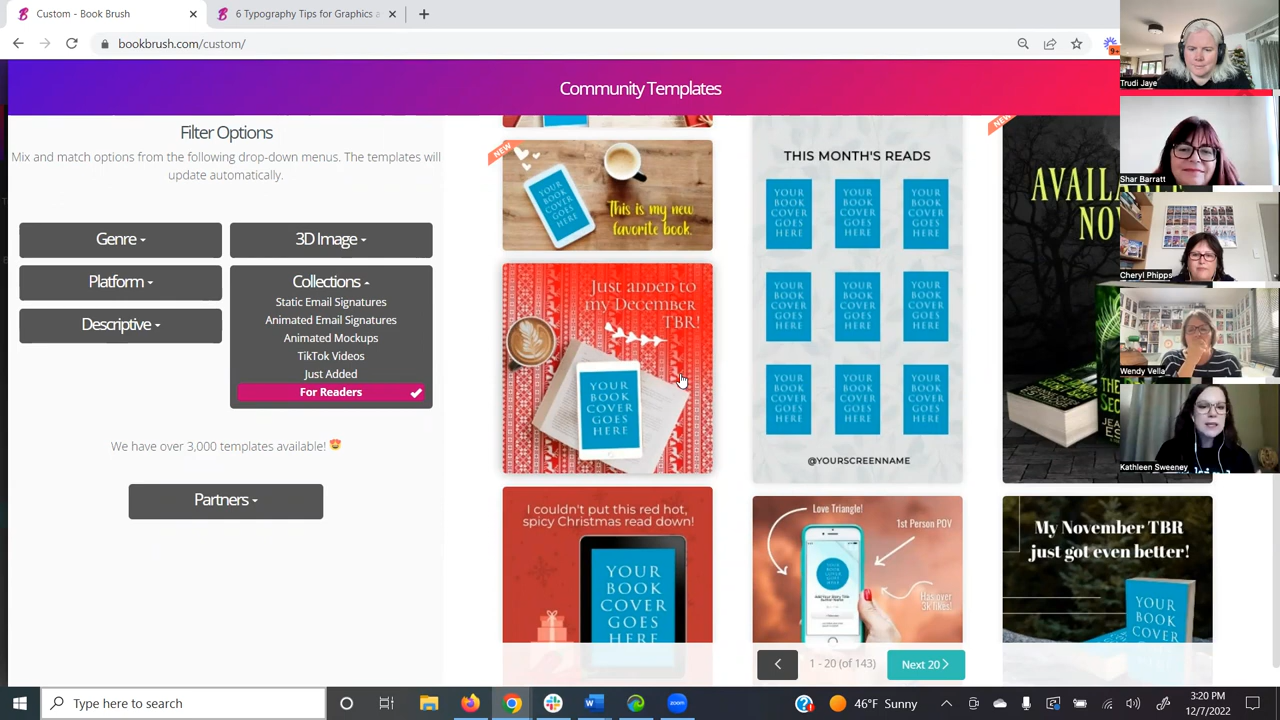 Custom - Book Brush
6 Typography Tips for Graphics a
bookbrush.com/custom/
9+
Community Templates
Filter Options
Mix and match options from the following drop-down menus. The templates will
update automatically.
Genre
3D Image
Platform
Collections
Static Email Signatures
Animated Email Signatures
Animated Mockups
TikTok Videos
Just Added
For Readers
Descriptive
We have over 3,000 templates available!
Partners
NEW
YOUR
BOOK
COVER
GOES
HERE
This is my new
favorite book.
Just added to
my December
TBR!
YOUR
BOOK
COVER
GOES
HERE
I couldn't put this red hot,
spicy Christmas read down!
YOUR
BOOK
COVER
GOES
HERE
THIS MONTH'S READS
YOUR BOOK COVER GOES HERE
YOUR BOOK COVER GOES HERE
YOUR BOOK COVER GOES HERE
YOUR BOOK COVER GOES HERE
YOUR BOOK COVER GOES HERE
YOUR BOOK COVER GOES HERE
YOUR BOOK COVER GOES HERE
YOUR BOOK COVER GOES HERE
YOUR BOOK COVER GOES HERE
@YOURSCREENNAME
Love Triangle!
1st Person POV
Has over
3k likes!
NEW
AVAILABLE
NO
THE
SEC
JEA
ES
My November TBR
just got even better!
YOUR
BOOK
COVER
GOES
1 - 20 (of 143)
Next 20
Trudi Jaye
Shar Barratt
Cheryl Phipps
Wendy Vella
Kathleen Sweeney
Type here to search
46°F Sunny
3:20 PM
12/7/2022